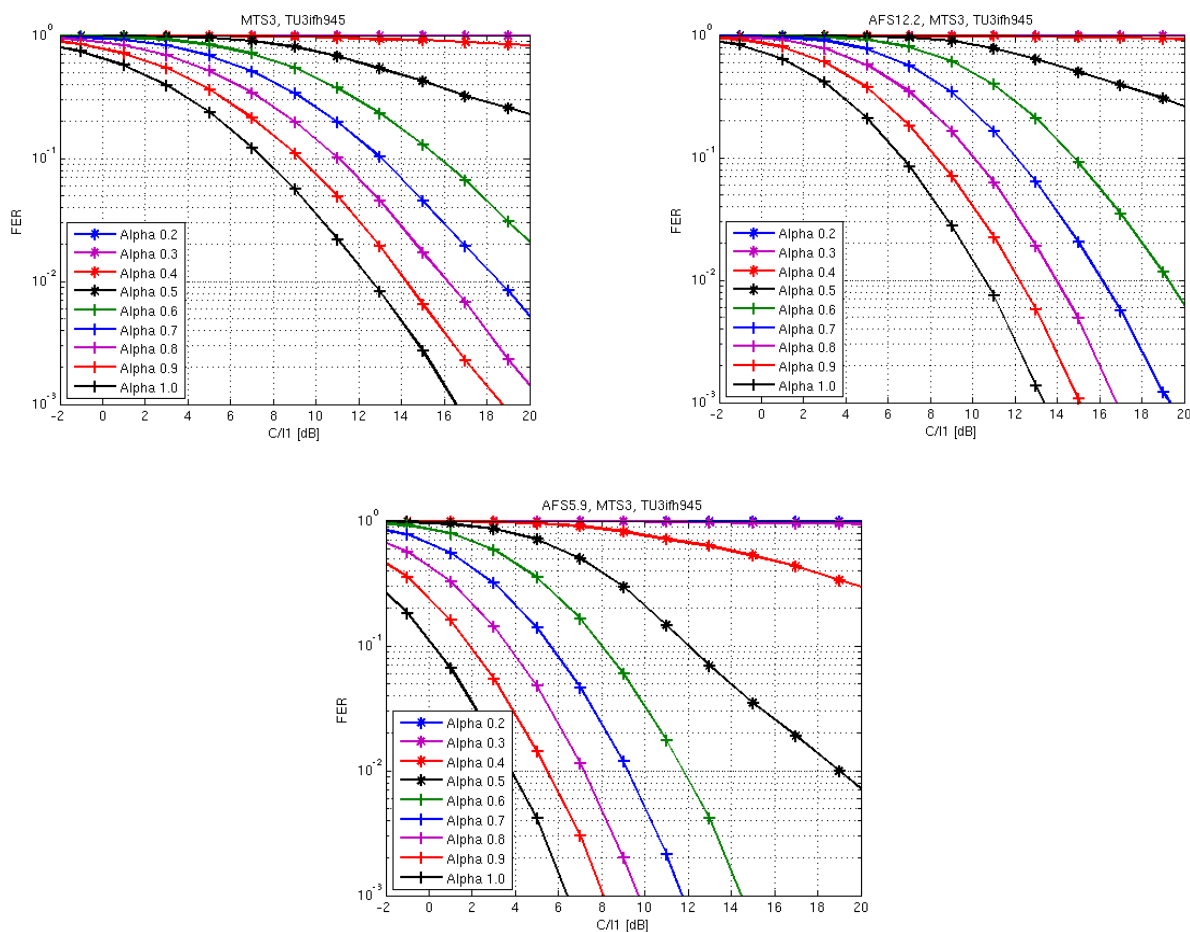 MTS3, TU3ifh945
10^0
10^-1
10^-2
10^-3
FER
Alpha 0.2
Alpha 0.3
Alpha 0.4
Alpha 0.5
Alpha 0.6
Alpha 0.7
Alpha 0.8
Alpha 0.9
Alpha 1.0
-2 0 2 4 6 8 10 12 14 16 18 20
C/I1 [dB]
AFS12.2, MTS3, TU3ifh945
10^0
10^-1
10^-2
10^-3
FER
Alpha 0.2
Alpha 0.3
Alpha 0.4
Alpha 0.5
Alpha 0.6
Alpha 0.7
Alpha 0.8
Alpha 0.9
Alpha 1.0
-2 0 2 4 6 8 10 12 14 16 18 20
C/I1 [dB]
AFS5.9, MTS3, TU3ifh945
10^0
10^-1
10^-2
10^-3
FER
Alpha 0.2
Alpha 0.3
Alpha 0.4
Alpha 0.5
Alpha 0.6
Alpha 0.7
Alpha 0.8
Alpha 0.9
Alpha 1.0
-2 0 2 4 6 8 10 12 14 16 18 20
C/I1 [dB]